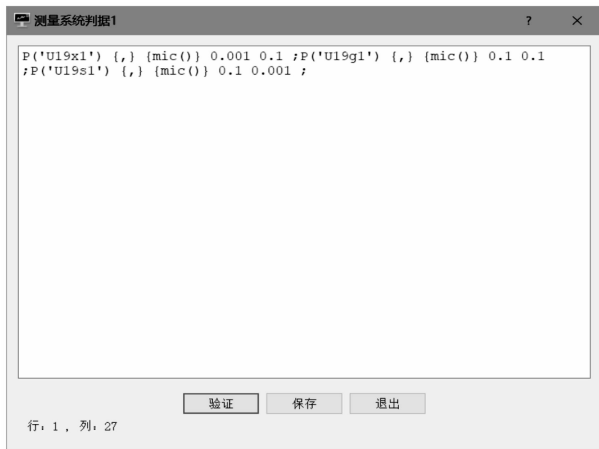 测量系统判据1
?
×
P('U19x1') {,} {mic()} 0.001 0.1 ;P('U19g1') {,} {mic()} 0.1 0.1
;P('U19s1') {,} {mic()} 0.1 0.001 ;
验证 保存 退出
行：1 ，列：27